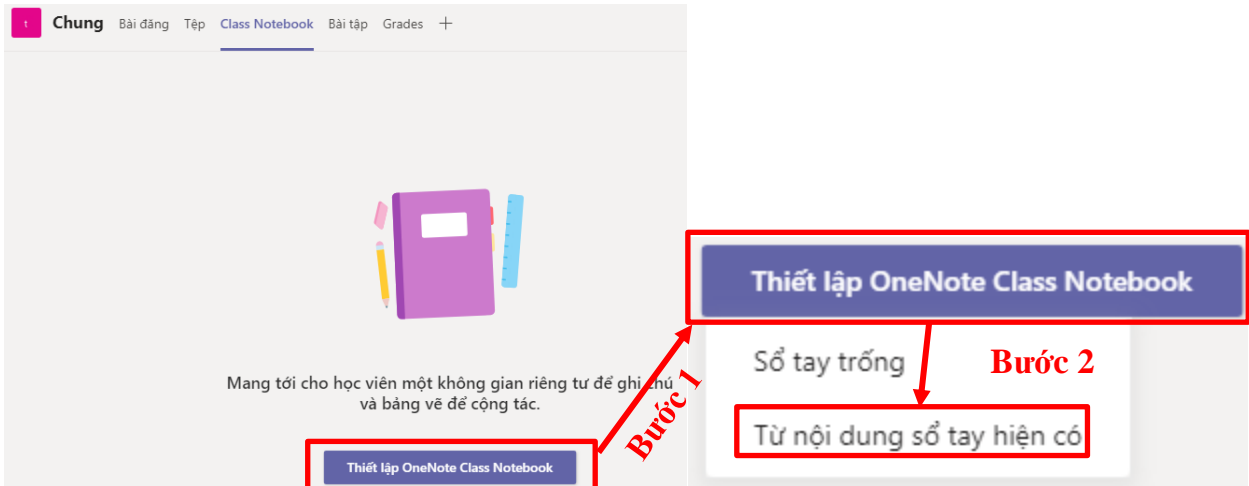 t Chung Bài đăng Tệp Class Notebook Bài tập Grades +
Mang tới cho học viên một không gian riêng tư để ghi chú
và bảng vẽ để cộng tác.
Thiết lập OneNote Class Notebook
Bước 1
Thiết lập OneNote Class Notebook
Sổ tay trống
Bước 2
Từ nội dung sổ tay hiện có